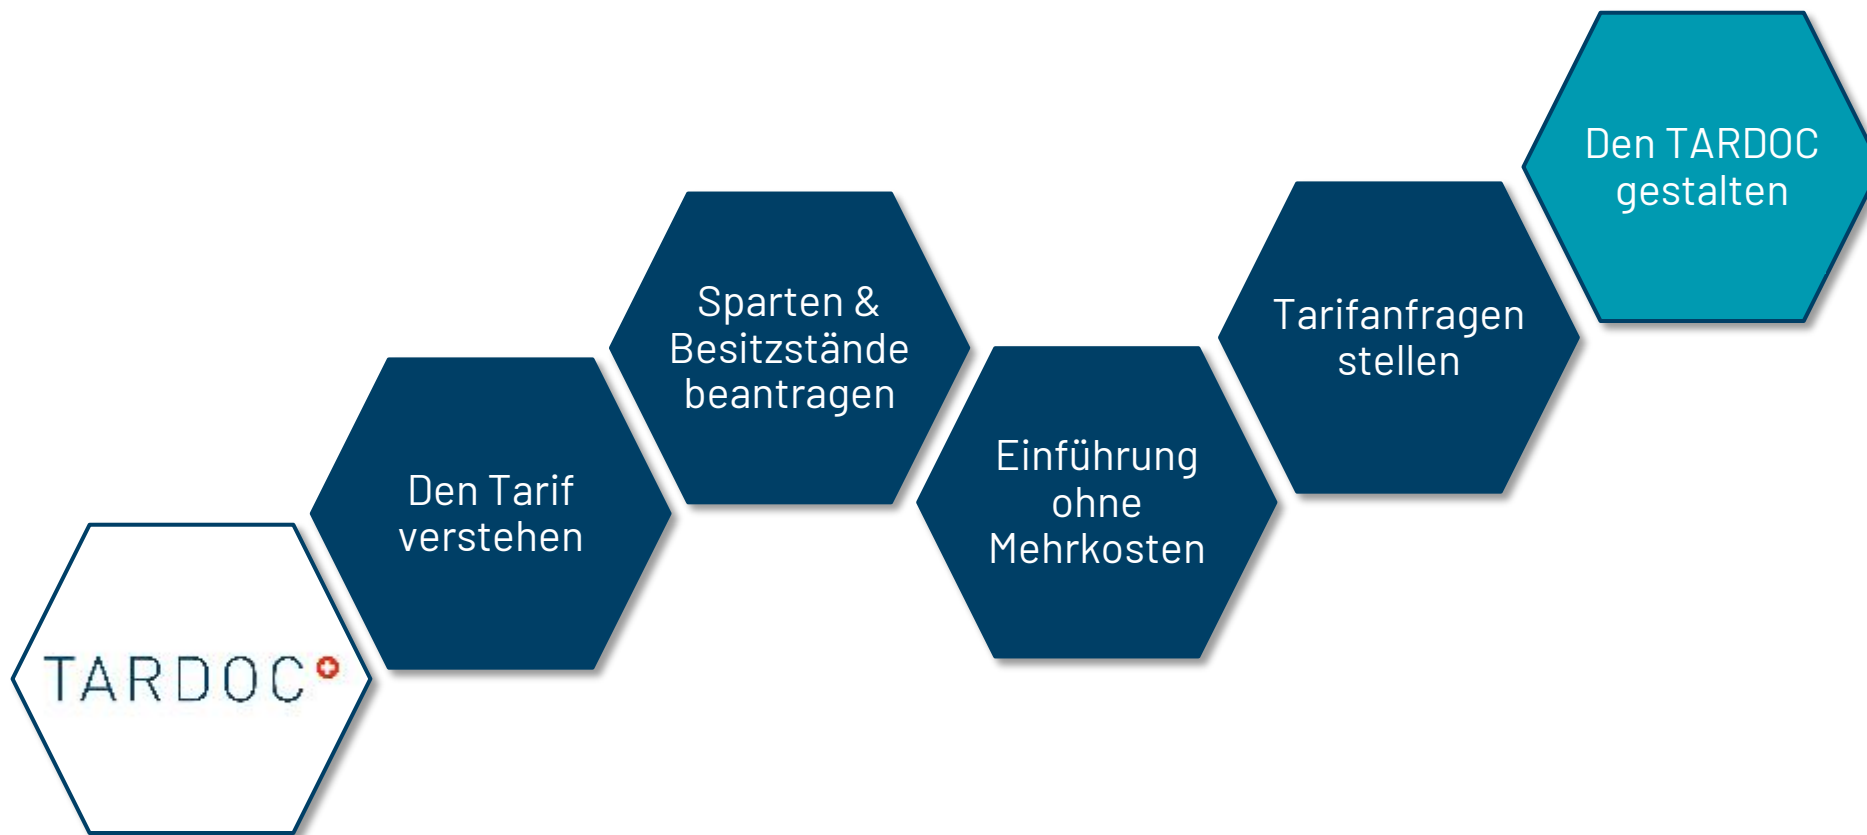 TARDOC
Den Tarif
verstehen
Sparten &
Besitzstände
beantragen
Einführung
ohne
Mehrkosten
Tarifanfragen
stellen
Den TARDOC
gestalten